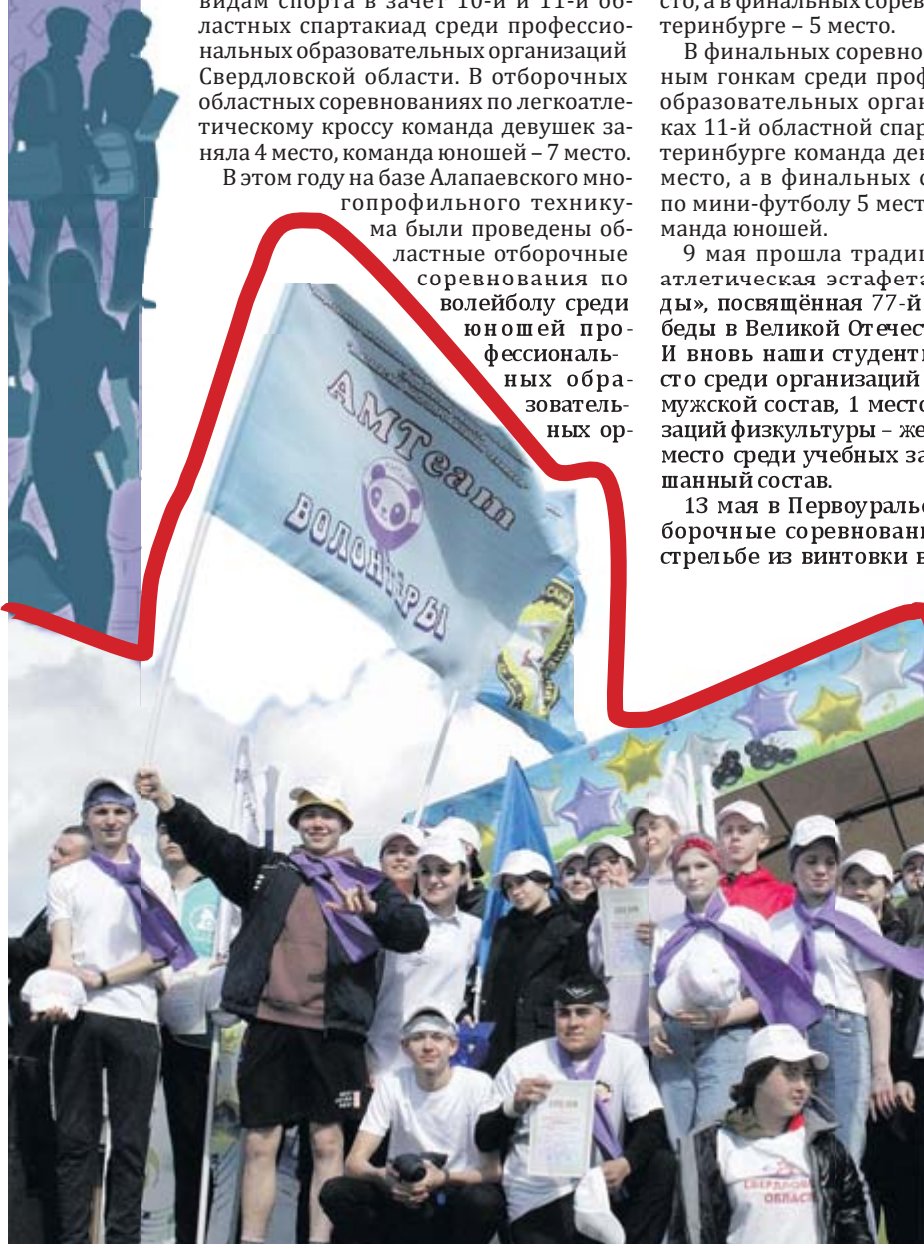 видам спорта в зачет 10-й и 11-й об-
ластных спартакиад среди профессио-
нальных образовательных организаций
Свердловской области. В отборочных
областных соревнованиях по легкоатле-
тическому кроссу команда девушек за-
няла 4 место, команда юношей – 7 место.
В этом году на базе Алапаевского мно-
гопрофильного технику-
ма были проведены об-
ластные отборочные
соревнования по
волейболу среди
юношей про-
фессиональ-
ных обра-
зователь-
ных ор-
сто, а в финальных сорев
теринбурге – 5 место.
В финальных соревно
ным гонкам среди проф
образовательных орган
ках 11-й областной спар
теринбурге команда дев
место, а в финальных с
по мини-футболу 5 мест
манда юношей.
9 мая прошла традиц
атлетическая эстафета
ды», посвящённая 77-й
беды в Великой Отечест
И вновь наши студенты
сто среди организаций
мужской состав, 1 место
заций физкультуры – же
место среди учебных за
шанный состав.
13 мая в Первоуральс
борочные соревновани
стрельбе из винтовки в
AMTeam
ВОЛОНТЕРЫ
СВЕРДЛОВС
ОБЛАСТ